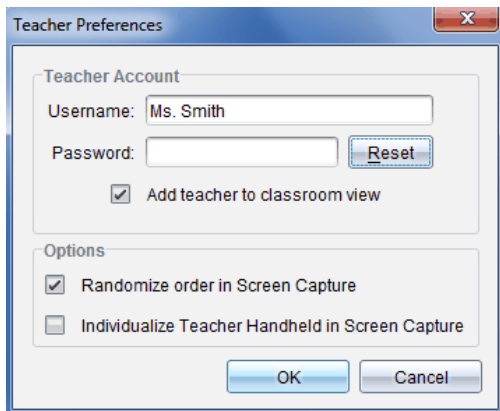 Teacher Preferences
Teacher Account
Username: Ms. Smith
Password: Reset
Add teacher to classroom view
Options
Randomize order in Screen Capture
Individualize Teacher Handheld in Screen Capture
OK Cancel